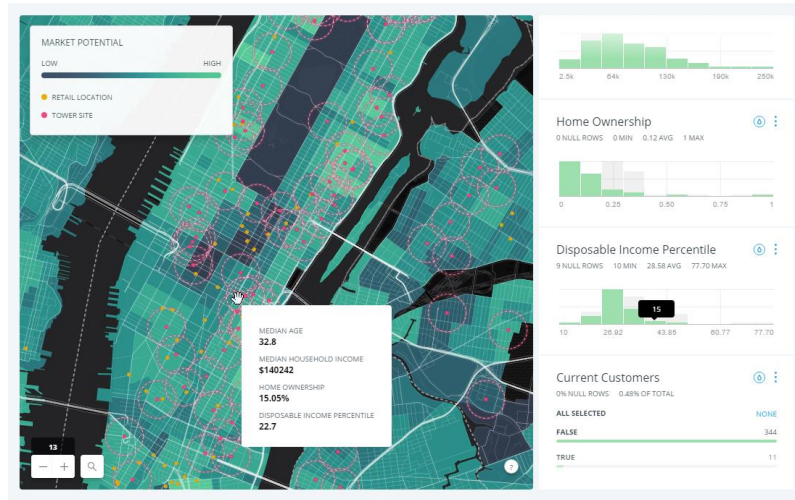 MARKET POTENTIAL
LOW HIGH
RETAIL LOCATION
TOWER SITE
MEDIAN AGE
32.8
MEDIAN HOUSEHOLD INCOME
$140242
HOME OWNERSHIP
15.05%
DISPOSABLE INCOME PERCENTILE
22.7
13
− +
?
2.5k 64k 130k 190k 250k
Home Ownership
0 NULL ROWS 0 MIN 0.12 AVG 1 MAX
0 0.25 0.50 0.75 1
Disposable Income Percentile
9 NULL ROWS 10 MIN 28.58 AVG 77.70 MAX
15
10 26.92 43.85 60.77 77.70
Current Customers
0% NULL ROWS 0.48% OF TOTAL
ALL SELECTED NONE
FALSE 344
TRUE 11